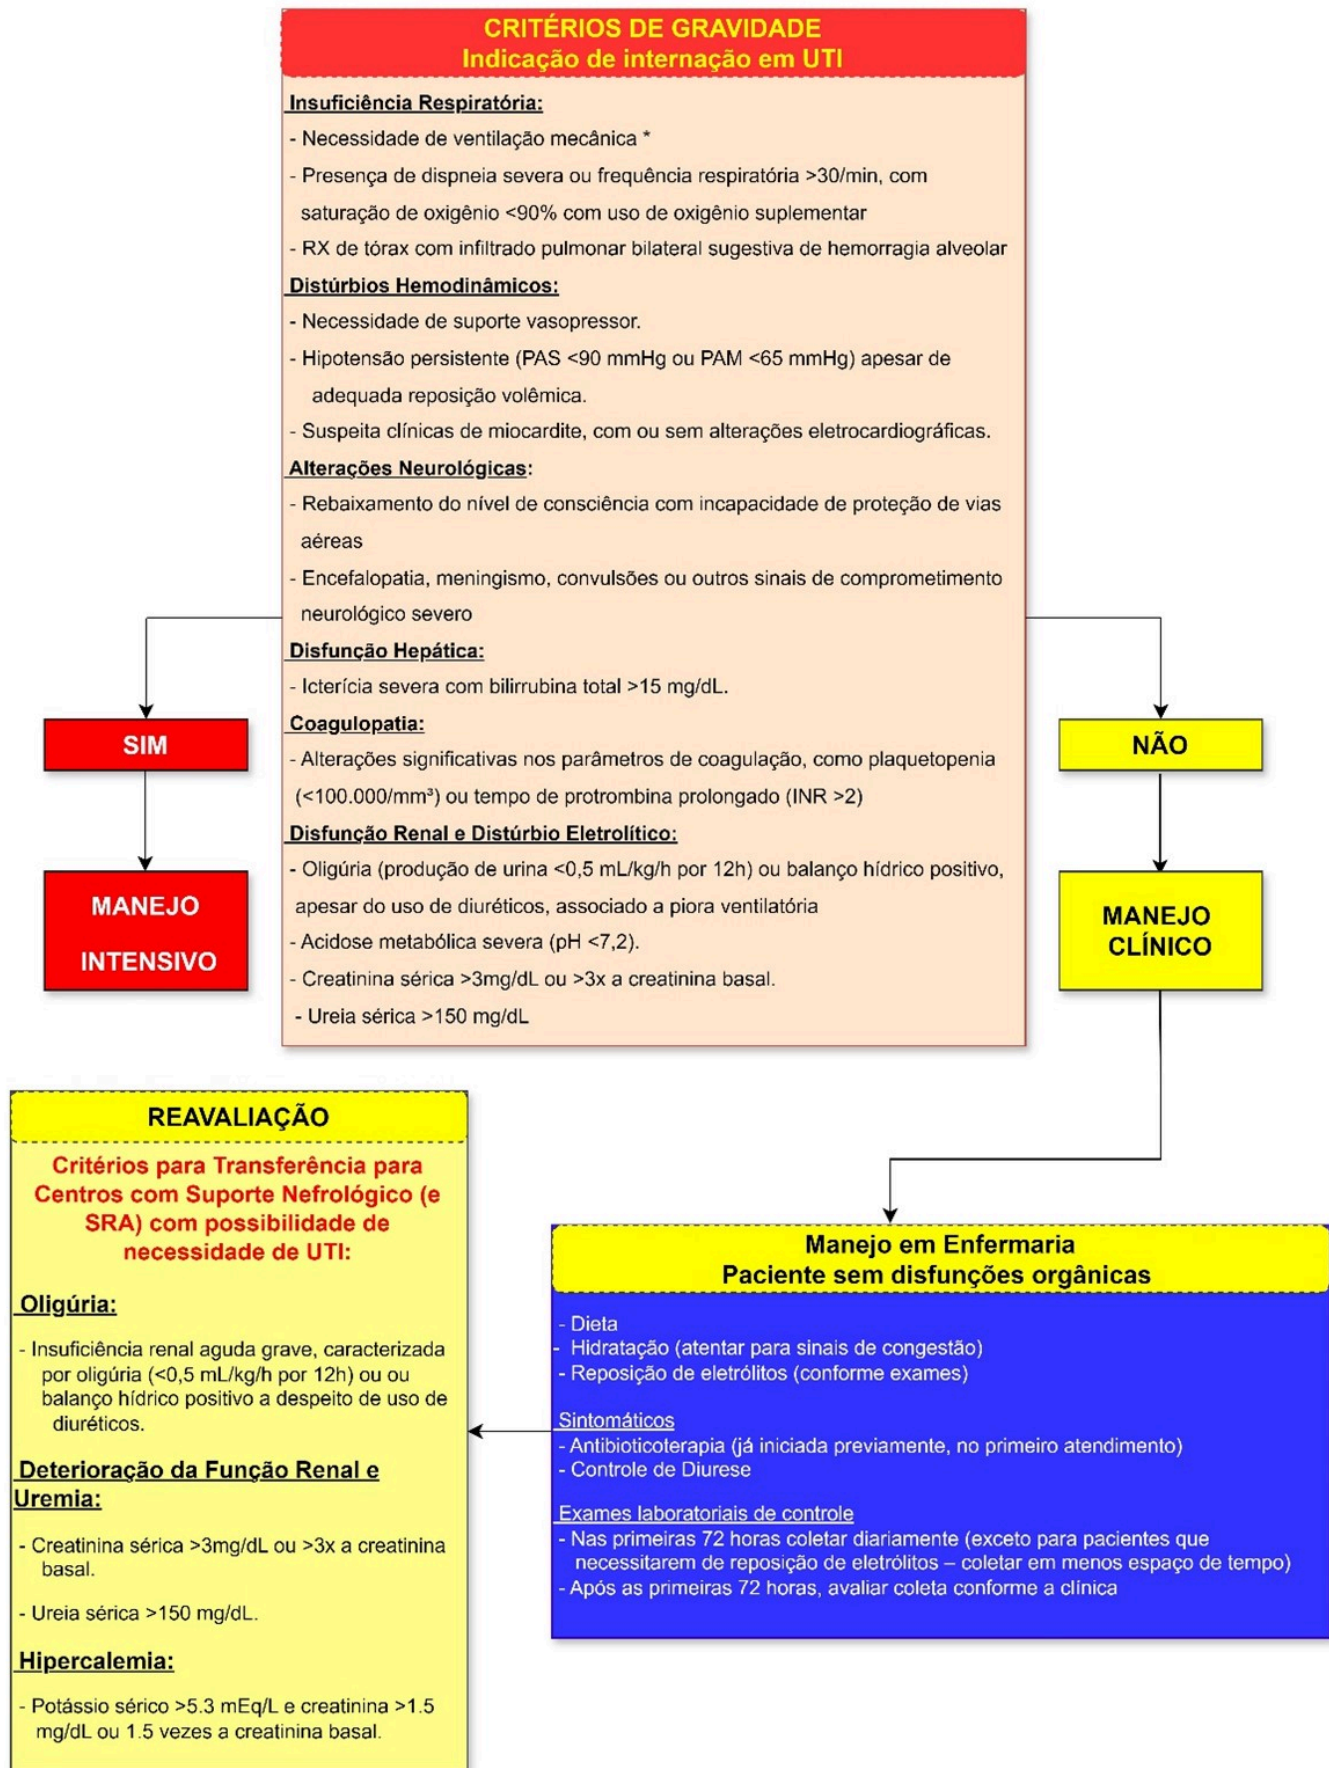 CRITÉRIOS DE GRAVIDADE
Indicação de internação em UTI
Insuficiência Respiratória:
- Necessidade de ventilação mecânica *
- Presença de dispneia severa ou frequência respiratória >30/min, com
saturação de oxigênio <90% com uso de oxigênio suplementar
- RX de tórax com infiltrado pulmonar bilateral sugestiva de hemorragia alveolar
Distúrbios Hemodinâmicos:
- Necessidade de suporte vasopressor.
- Hipotensão persistente (PAS <90 mmHg ou PAM <65 mmHg) apesar de
adequada reposição volêmica.
- Suspeita clínicas de miocardite, com ou sem alterações eletrocardiográficas.
Alterações Neurológicas:
- Rebaixamento do nível de consciência com incapacidade de proteção de vias
aéreas
- Encefalopatia, meningismo, convulsões ou outros sinais de comprometimento
neurológico severo
Disfunção Hepática:
- Icterícia severa com bilirrubina total >15 mg/dL.
Coagulopatia:
- Alterações significativas nos parâmetros de coagulação, como plaquetopenia
(<100.000/mm³) ou tempo de protrombina prolongado (INR >2)
Disfunção Renal e Distúrbio Eletrolítico:
- Oligúria (produção de urina <0,5 mL/kg/h por 12h) ou balanço hídrico positivo,
apesar do uso de diuréticos, associado a piora ventilatória
- Acidose metabólica severa (pH <7,2).
- Creatinina sérica >3mg/dL ou >3x a creatinina basal.
- Ureia sérica >150 mg/dL
SIM
MANEJO
INTENSIVO
NÃO
MANEJO
CLÍNICO
Manejo em Enfermaria
Paciente sem disfunções orgânicas
- Dieta
- Hidratação (atentar para sinais de congestão)
- Reposição de eletrólitos (conforme exames)
Sintomáticos
- Antibioticoterapia (já iniciada previamente, no primeiro atendimento)
- Controle de Diurese
Exames laboratoriais de controle
- Nas primeiras 72 horas coletar diariamente (exceto para pacientes que
necessitarem de reposição de eletrólitos – coletar em menos espaço de tempo)
- Após as primeiras 72 horas, avaliar coleta conforme a clínica
REAVALIAÇÃO
Critérios para Transferência para
Centros com Suporte Nefrológico (e
SRA) com possibilidade de
necessidade de UTI:
Oligúria:
- Insuficiência renal aguda grave, caracterizada
por oligúria (<0,5 mL/kg/h por 12h) ou ou
balanço hídrico positivo a despeito de uso de
diuréticos.
Deterioração da Função Renal e
Uremia:
- Creatinina sérica >3mg/dL ou >3x a creatinina
basal.
- Ureia sérica >150 mg/dL.
Hipercalemia:
- Potássio sérico >5.3 mEq/L e creatinina >1.5
mg/dL ou 1.5 vezes a creatinina basal.